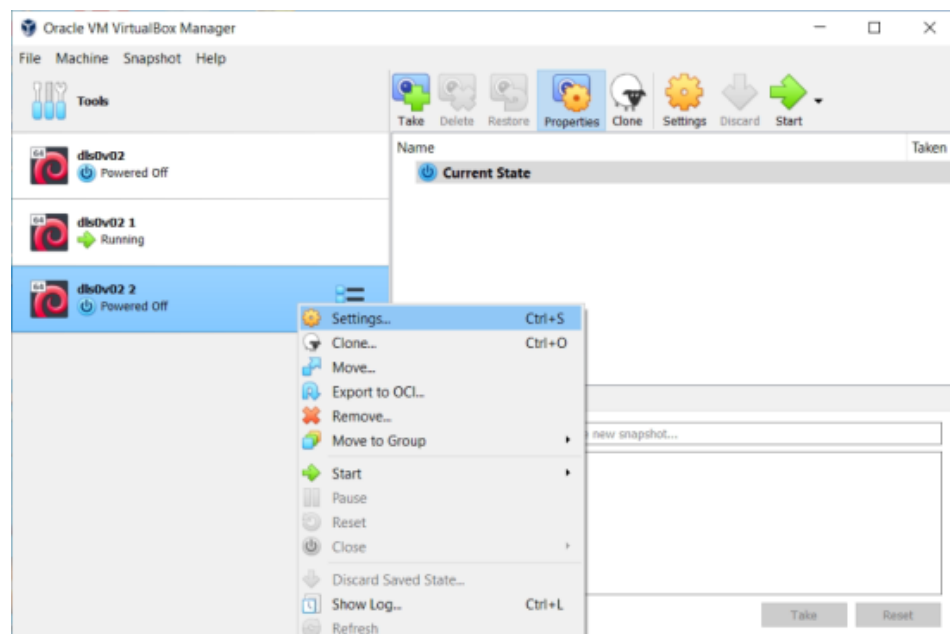 Oracle VM VirtualBox Manager
File Machine Snapshot Help
Tools
Take Delete Restore Properties Clone Settings Discard Start
Name Taken
Current State
64
dls0v02
Powered Off
64
dls0v02 1
Running
64
dls0v02 2
Powered Off
Settings... Ctrl+S
Clone... Ctrl+O
Move...
Export to OCI...
Remove...
Move to Group
new snapshot...
Start
Pause
Reset
Close
Discard Saved State...
Show Log... Ctrl+L
Take Reset
Refresh